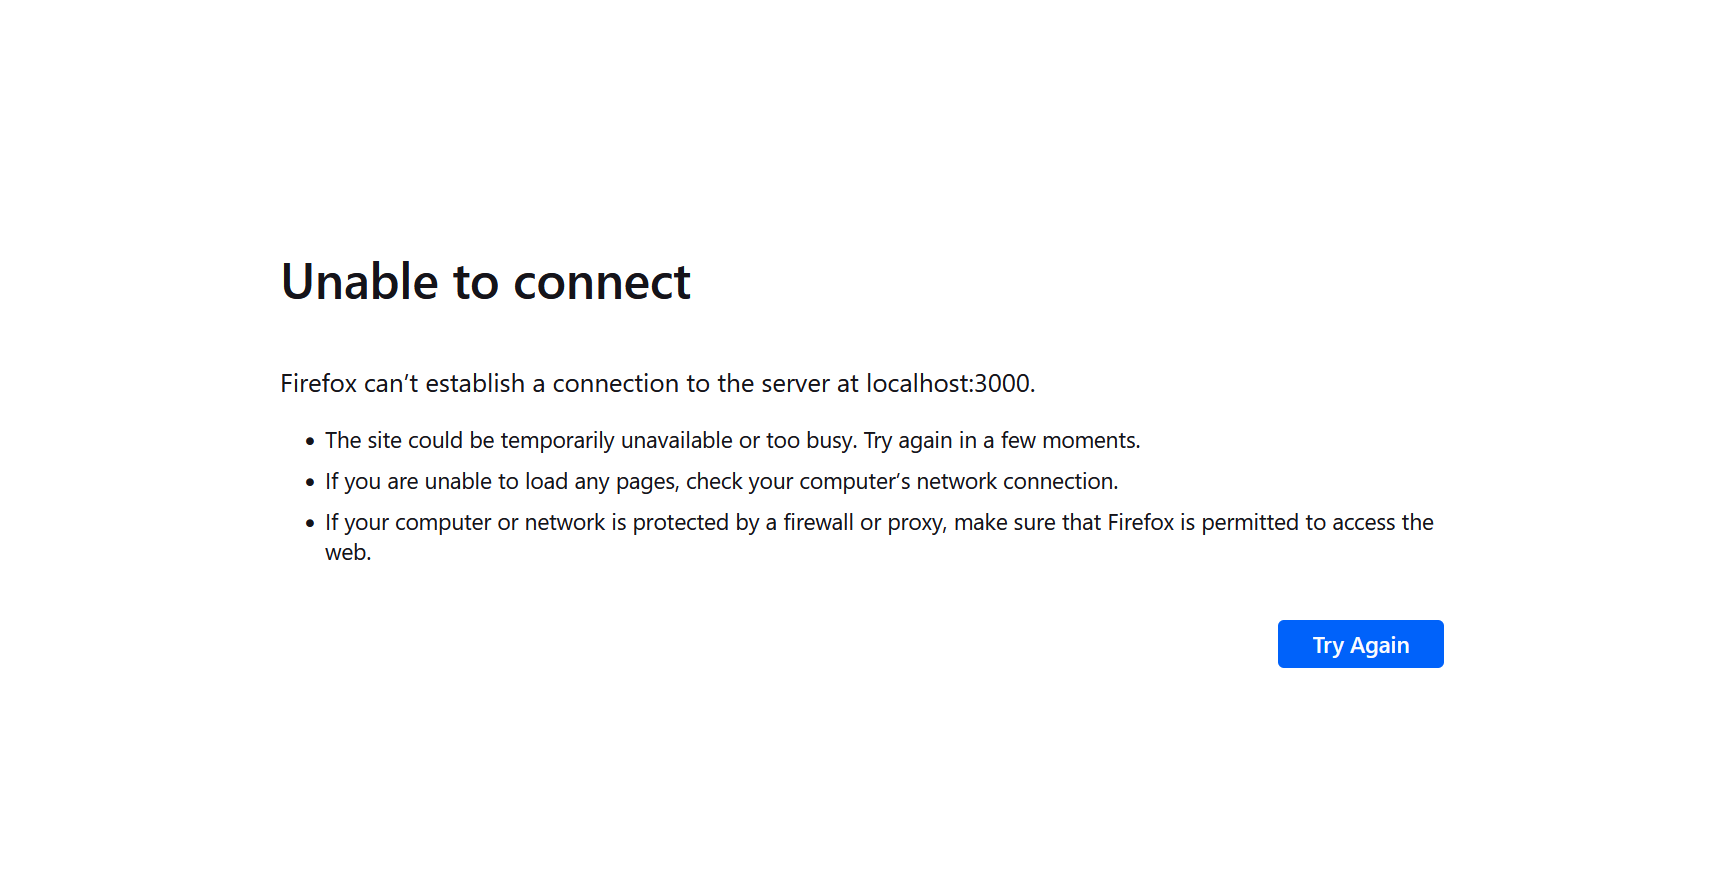 Unable to connect
Firefox can’t establish a connection to the server at localhost:3000.
• The site could be temporarily unavailable or too busy. Try again in a few moments.
• If you are unable to load any pages, check your computer’s network connection.
• If your computer or network is protected by a firewall or proxy, make sure that Firefox is permitted to access the
web.
Try Again